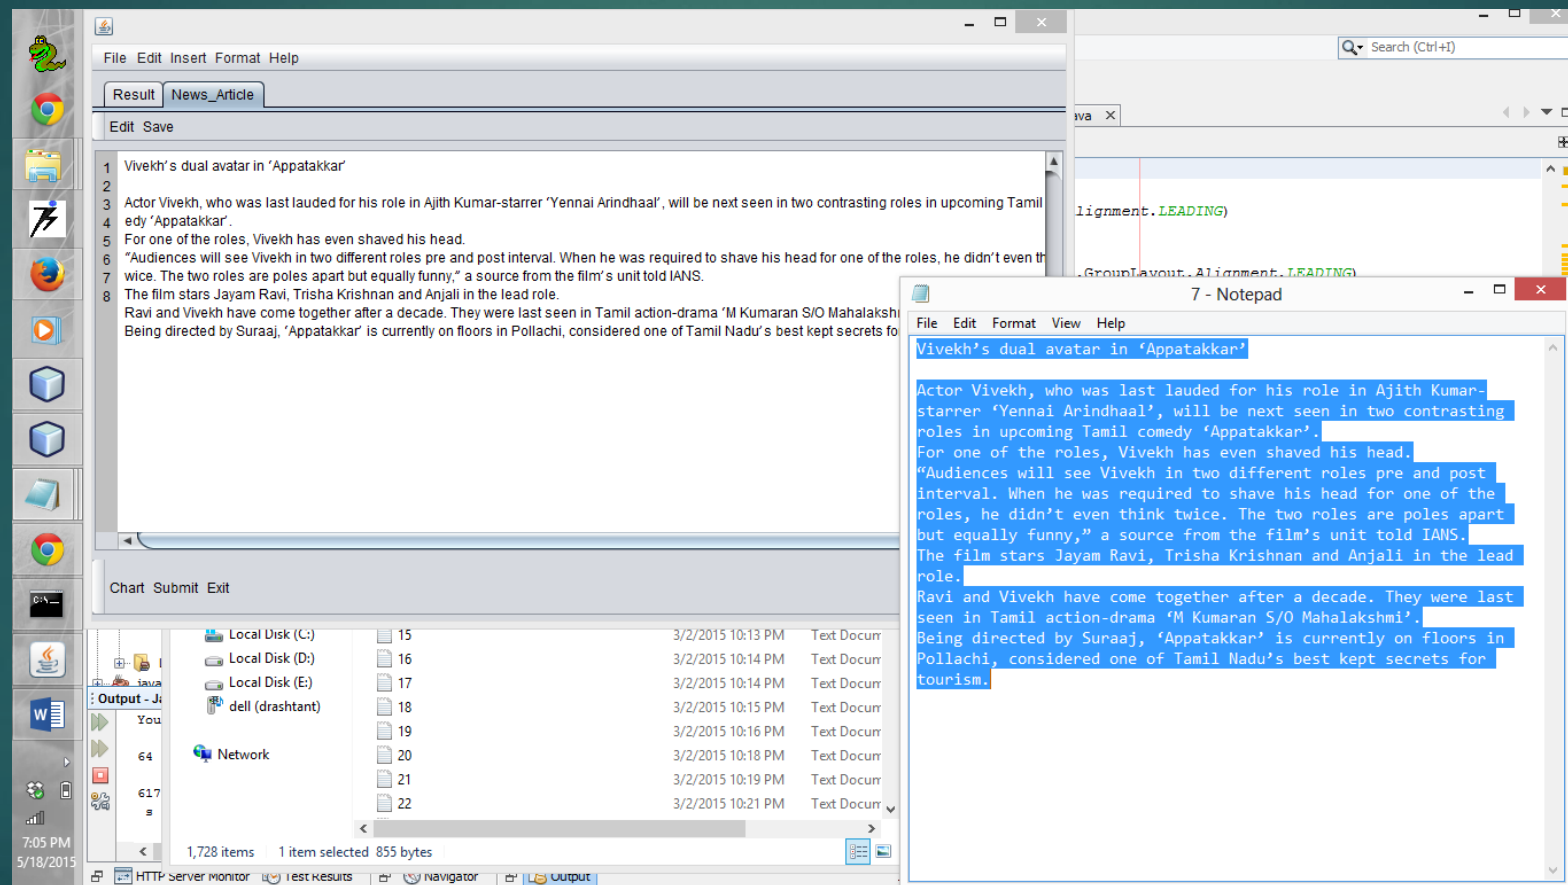 File Edit Insert Format Help
Result News_Article
Edit Save
1 Vivekh's dual avatar in ‘Appatakkar’
2
3 Actor Vivekh, who was last lauded for his role in Ajith Kumar-starrer ‘Yennai Arindhaal’, will be next seen in two contrasting roles in upcoming Tamil
4 edy ‘Appatakkar’.
5 For one of the roles, Vivekh has even shaved his head.
6 “Audiences will see Vivekh in two different roles pre and post interval. When he was required to shave his head for one of the roles, he didn’t even th
7 wice. The two roles are poles apart but equally funny,” a source from the film’s unit told IANS.
8 The film stars Jayam Ravi, Trisha Krishnan and Anjali in the lead role.
Ravi and Vivekh have come together after a decade. They were last seen in Tamil action-drama ‘M Kumaran S/O Mahalakshm
Being directed by Suraaj, ‘Appatakkar’ is currently on floors in Pollachi, considered one of Tamil Nadu’s best kept secrets fo
Chart Submit Exit
Search (Ctrl+I)
ava
lignment.LEADING)
.GroupLayout.Alignment.LEADING)
7 - Notepad
File Edit Format View Help
Vivekh’s dual avatar in ‘Appatakkar’
Actor Vivekh, who was last lauded for his role in Ajith Kumar-
starrer ‘Yennai Arindhaal’, will be next seen in two contrasting
roles in upcoming Tamil comedy ‘Appatakkar’.
For one of the roles, Vivekh has even shaved his head.
“Audiences will see Vivekh in two different roles pre and post
interval. When he was required to shave his head for one of the
roles, he didn’t even think twice. The two roles are poles apart
but equally funny,” a source from the film’s unit told IANS.
The film stars Jayam Ravi, Trisha Krishnan and Anjali in the lead
role.
Ravi and Vivekh have come together after a decade. They were last
seen in Tamil action-drama ‘M Kumaran S/O Mahalakshmi’.
Being directed by Suraaj, ‘Appatakkar’ is currently on floors in
Pollachi, considered one of Tamil Nadu’s best kept secrets for
tourism.
Local Disk (C:) 15 3/2/2015 10:13 PM Text Docum
Local Disk (D:) 16 3/2/2015 10:14 PM Text Docum
Local Disk (E:) 17 3/2/2015 10:14 PM Text Docum
dell (drashtant) 18 3/2/2015 10:15 PM Text Docum
19 3/2/2015 10:16 PM Text Docum
Network 20 3/2/2015 10:18 PM Text Docum
21 3/2/2015 10:19 PM Text Docum
22 3/2/2015 10:21 PM Text Docum
1,728 items 1 item selected 855 bytes
java
Output - Ja
You
64
617
s
HTTP Server Monitor Test Results Navigator Output
C:\_
W
7:05 PM
5/18/2015